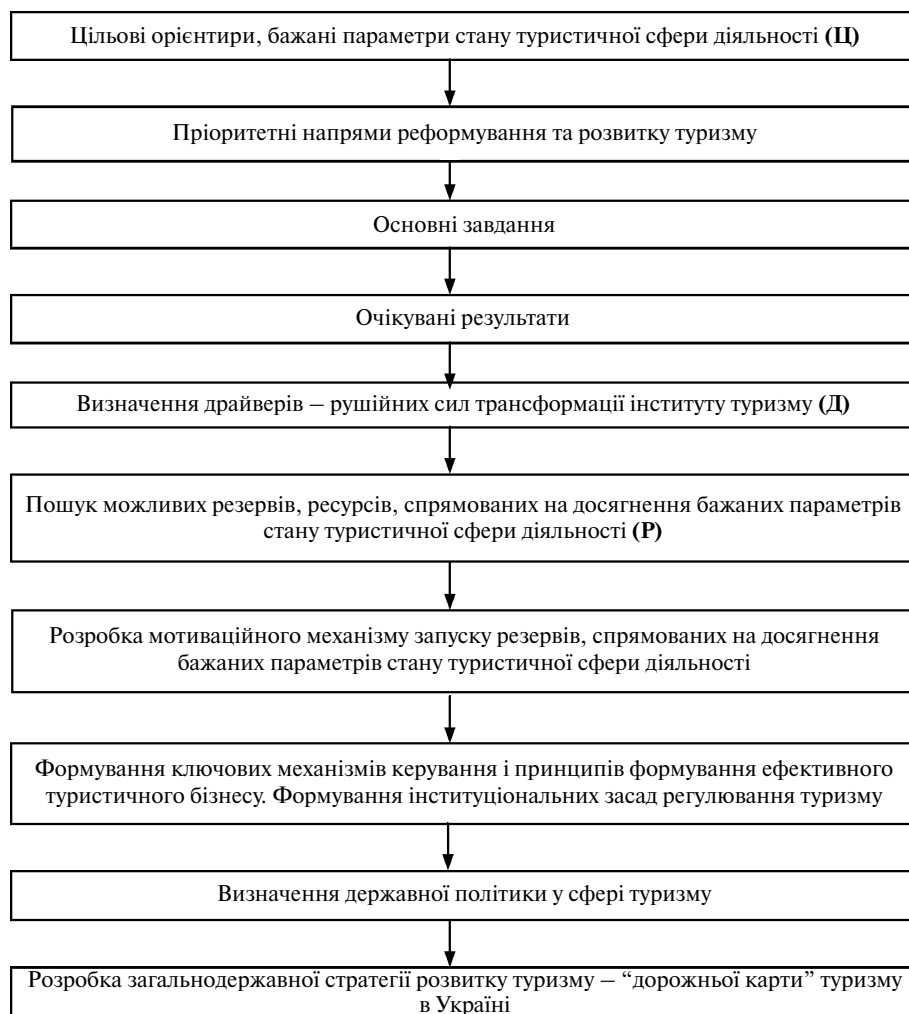 Цільові орієнтири, бажані параметри стану туристичної сфери діяльності (Ц)
Пріоритетні напрями реформування та розвитку туризму
Основні завдання
Очікувані результати
Визначення драйверів – рушійних сил трансформації інституту туризму (Д)
Пошук можливих резервів, ресурсів, спрямованих на досягнення бажаних параметрів
стану туристичної сфери діяльності (Р)
Розробка мотиваційного механізму запуску резервів, спрямованих на досягнення
бажаних параметрів стану туристичної сфери діяльності
Формування ключових механізмів керування і принципів формування ефективного
туристичного бізнесу. Формування інституціональних засад регулювання туризму
Визначення державної політики у сфері туризму
Розробка загальнодержавної стратегії розвитку туризму – “дорожньої карти” туризму
в Україні